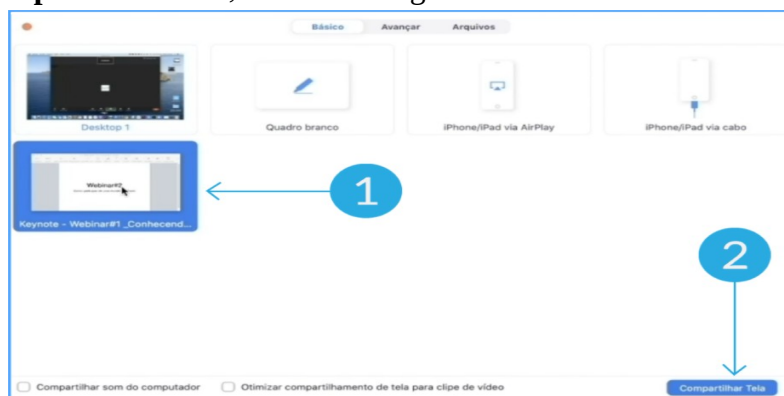 Básico Avançar Arquivos
Desktop 1 Quadro branco iPhone/iPad via AirPlay iPhone/iPad via cabo
Webinar#2
Keynote - Webinar#1 _Conhecend...
1
2
Compartilhar som do computador Otimizar compartilhamento de tela para clipe de vídeo Compartilhar Tela